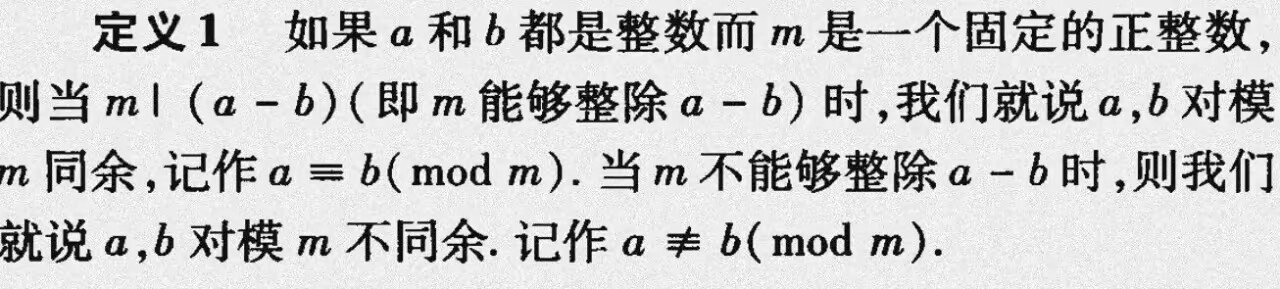 定义1 如果 a 和 b 都是整数而 m 是一个固定的正整数,
则当 m | (a - b)(即 m 能够整除 a - b) 时,我们就说 a,b 对模
m 同余,记作 a ≡ b(mod m). 当 m 不能够整除 a - b 时,则我们
就说 a,b 对模 m 不同余. 记作 a ≢ b(mod m).